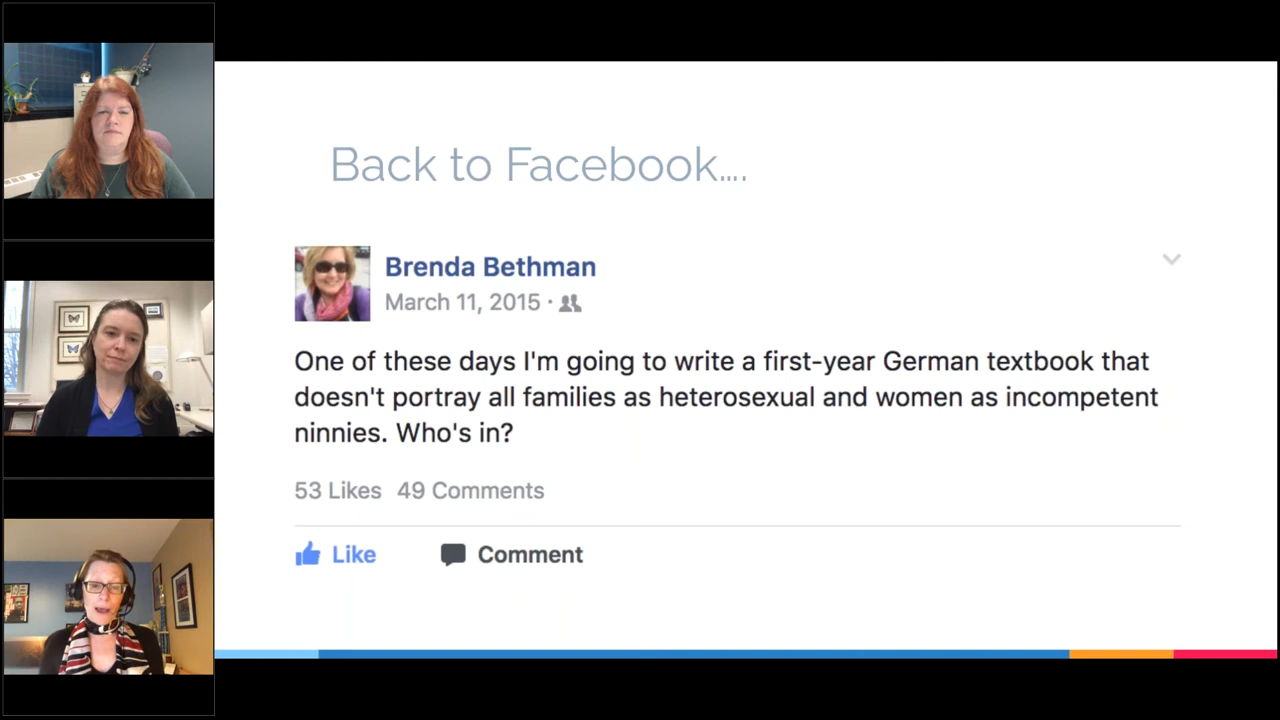 Back to Facebook....
Brenda Bethman
March 11, 2015 ·
One of these days I'm going to write a first-year German textbook that
doesn't portray all families as heterosexual and women as incompetent
ninnies. Who's in?
53 Likes 49 Comments
Like Comment